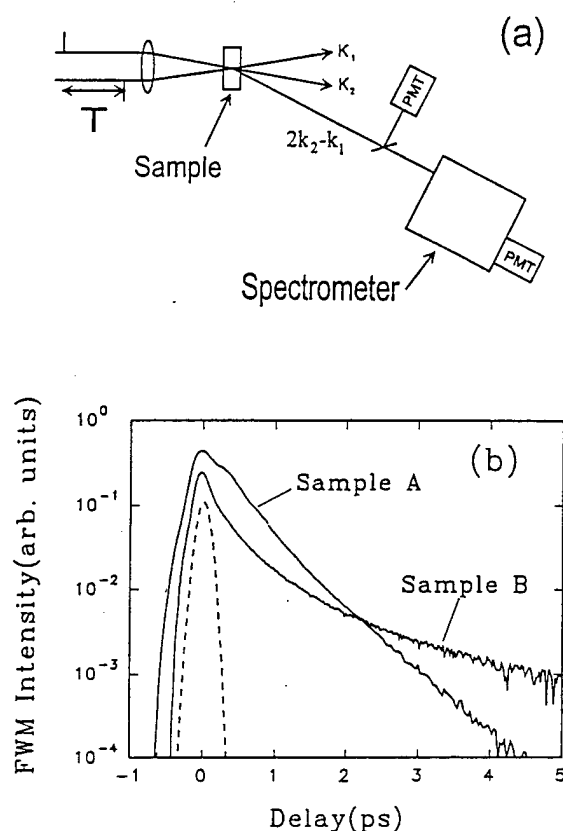 (a)
K₁
K₂
T
Sample
2k₂-k₁
PMT
PMT
Spectrometer
(b)
FWM Intensity(arb. units)
10⁰
10⁻¹
10⁻²
10⁻³
10⁻⁴
Sample A
Sample B
-1 0 1 2 3 4 5
Delay(ps)